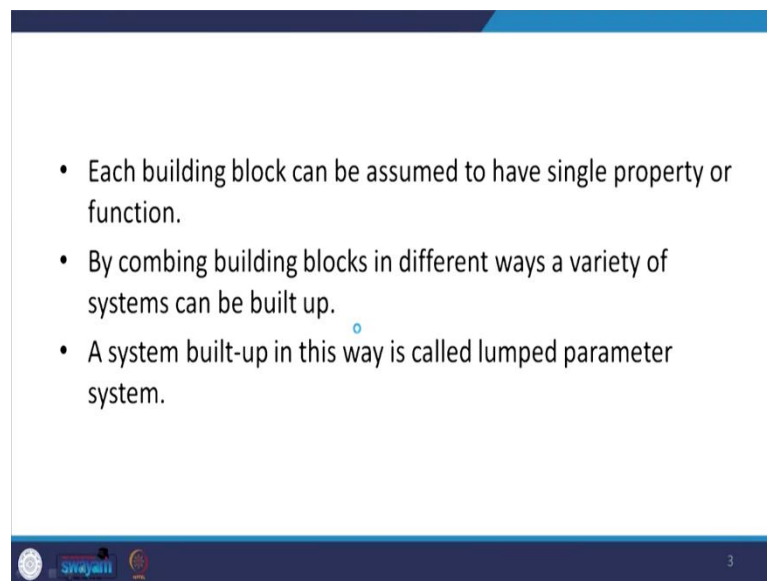 • Each building block can be assumed to have single property or
function.
• By combing building blocks in different ways a variety of
systems can be built up.
• A system built-up in this way is called lumped parameter
system.
swayam
3